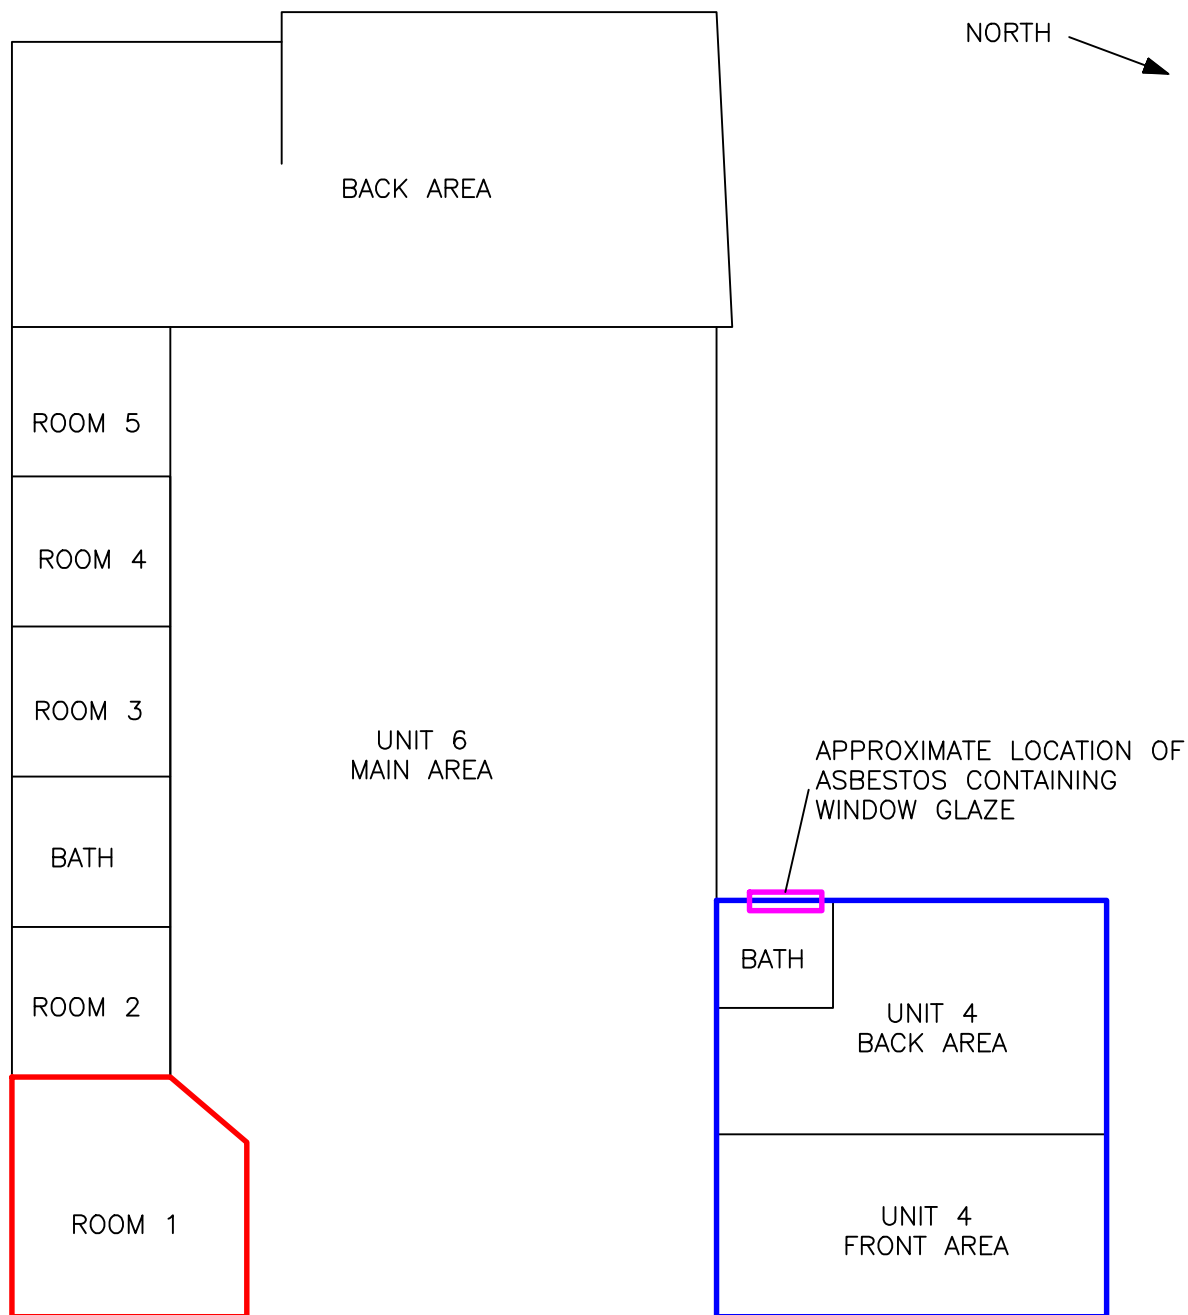 NORTH
BACK AREA
ROOM 5
ROOM 4
ROOM 3
UNIT 6
MAIN AREA
APPROXIMATE LOCATION OF
ASBESTOS CONTAINING
WINDOW GLAZE
BATH
BATH
ROOM 2
UNIT 4
BACK AREA
ROOM 1
UNIT 4
FRONT AREA